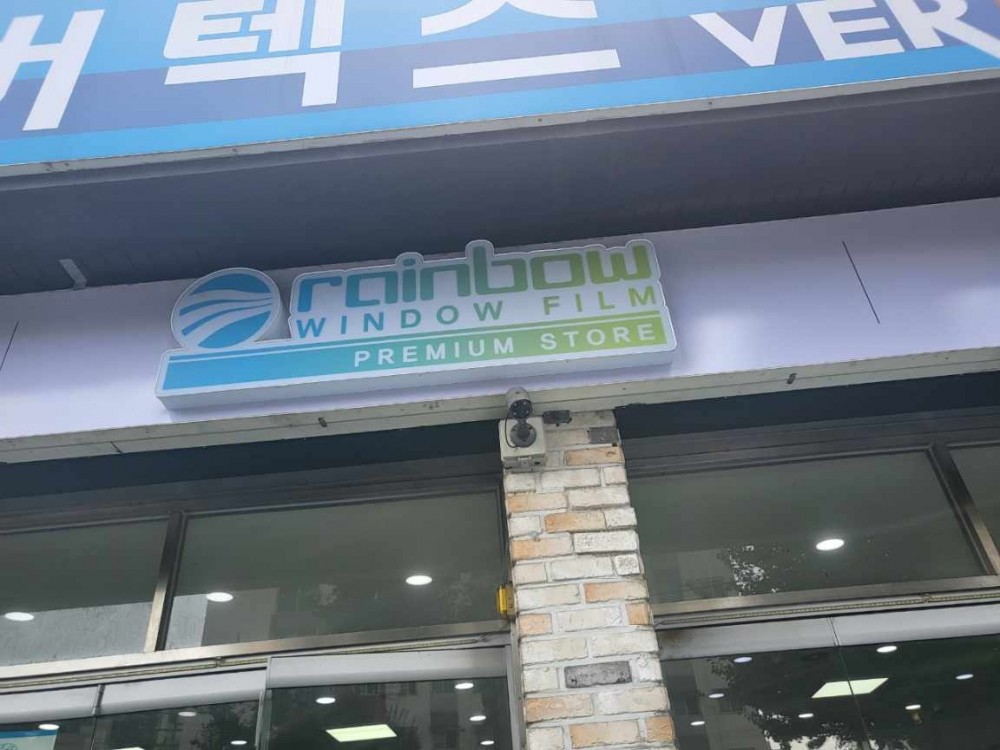 버텍스 VER
rainbow
WINDOW FILM
PREMIUM STORE